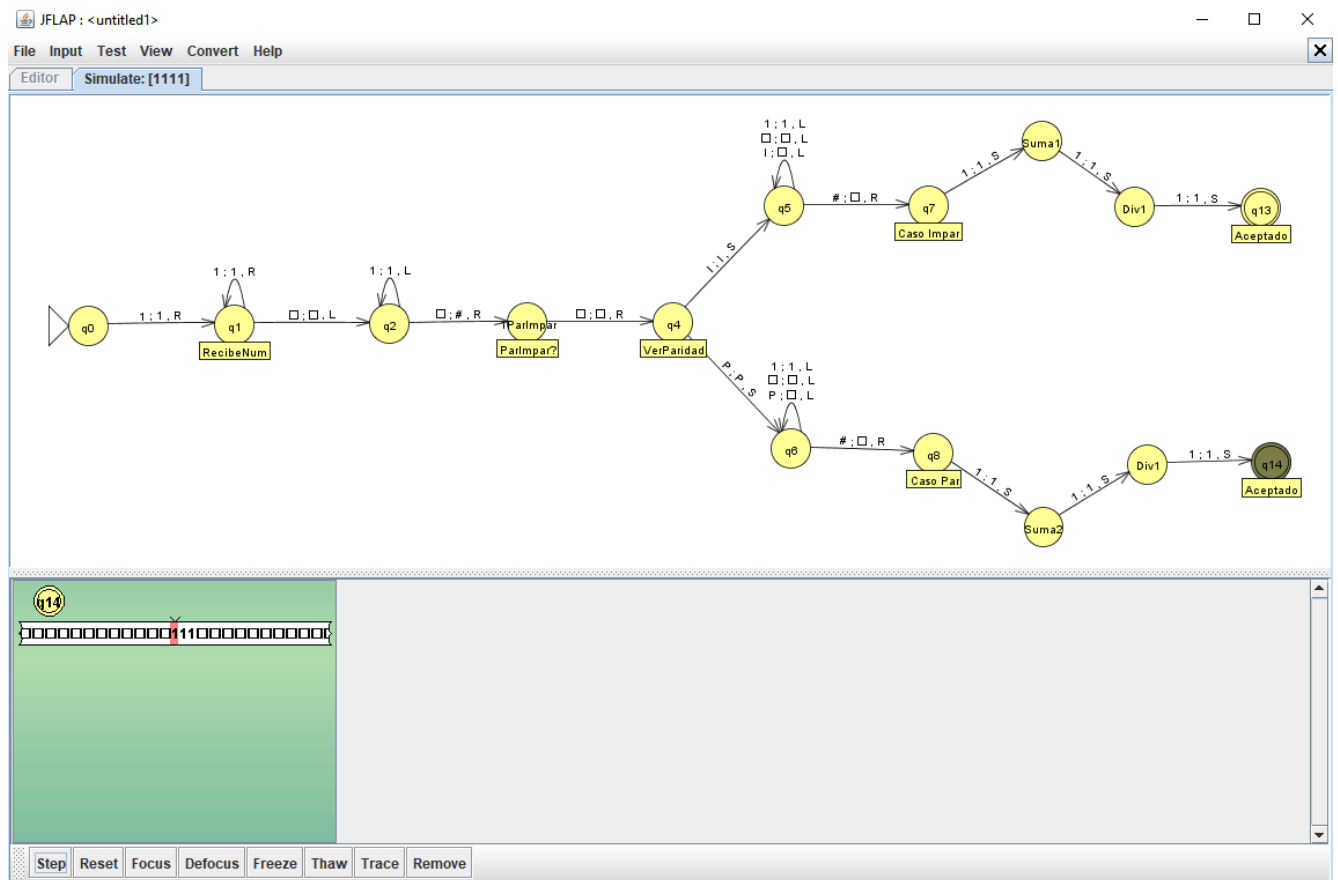 JFLAP : <untitled1>
File Input Test View Convert Help
Editor Simulate: [1111]
1 ; 1 , L
□ ; □ , L
I ; □ , L
q5
# ; □ , R
q7
Caso Impar
1 ; 1 , S
Suma1
1 ; 1 , S
Div1
1 ; 1 , S
q13
Aceptado
I ; I , S
q0
1 ; 1 , R
1 ; 1 , R
q1
RecibeNum
□ ; □ , L
1 ; 1 , L
q2
□ ; # , R
ParImpar
ParImpar?
□ ; □ , R
q4
VerParidad
P ; P , S
1 ; 1 , L
□ ; □ , L
P ; □ , L
q6
# ; □ , R
q8
Caso Par
1 ; 1 , S
Suma2
1 ; 1 , S
Div1
1 ; 1 , S
q14
Aceptado
q14
□□□□□□□□□□□□111□□□□□□□□□□□
Step Reset Focus Defocus Freeze Thaw Trace Remove